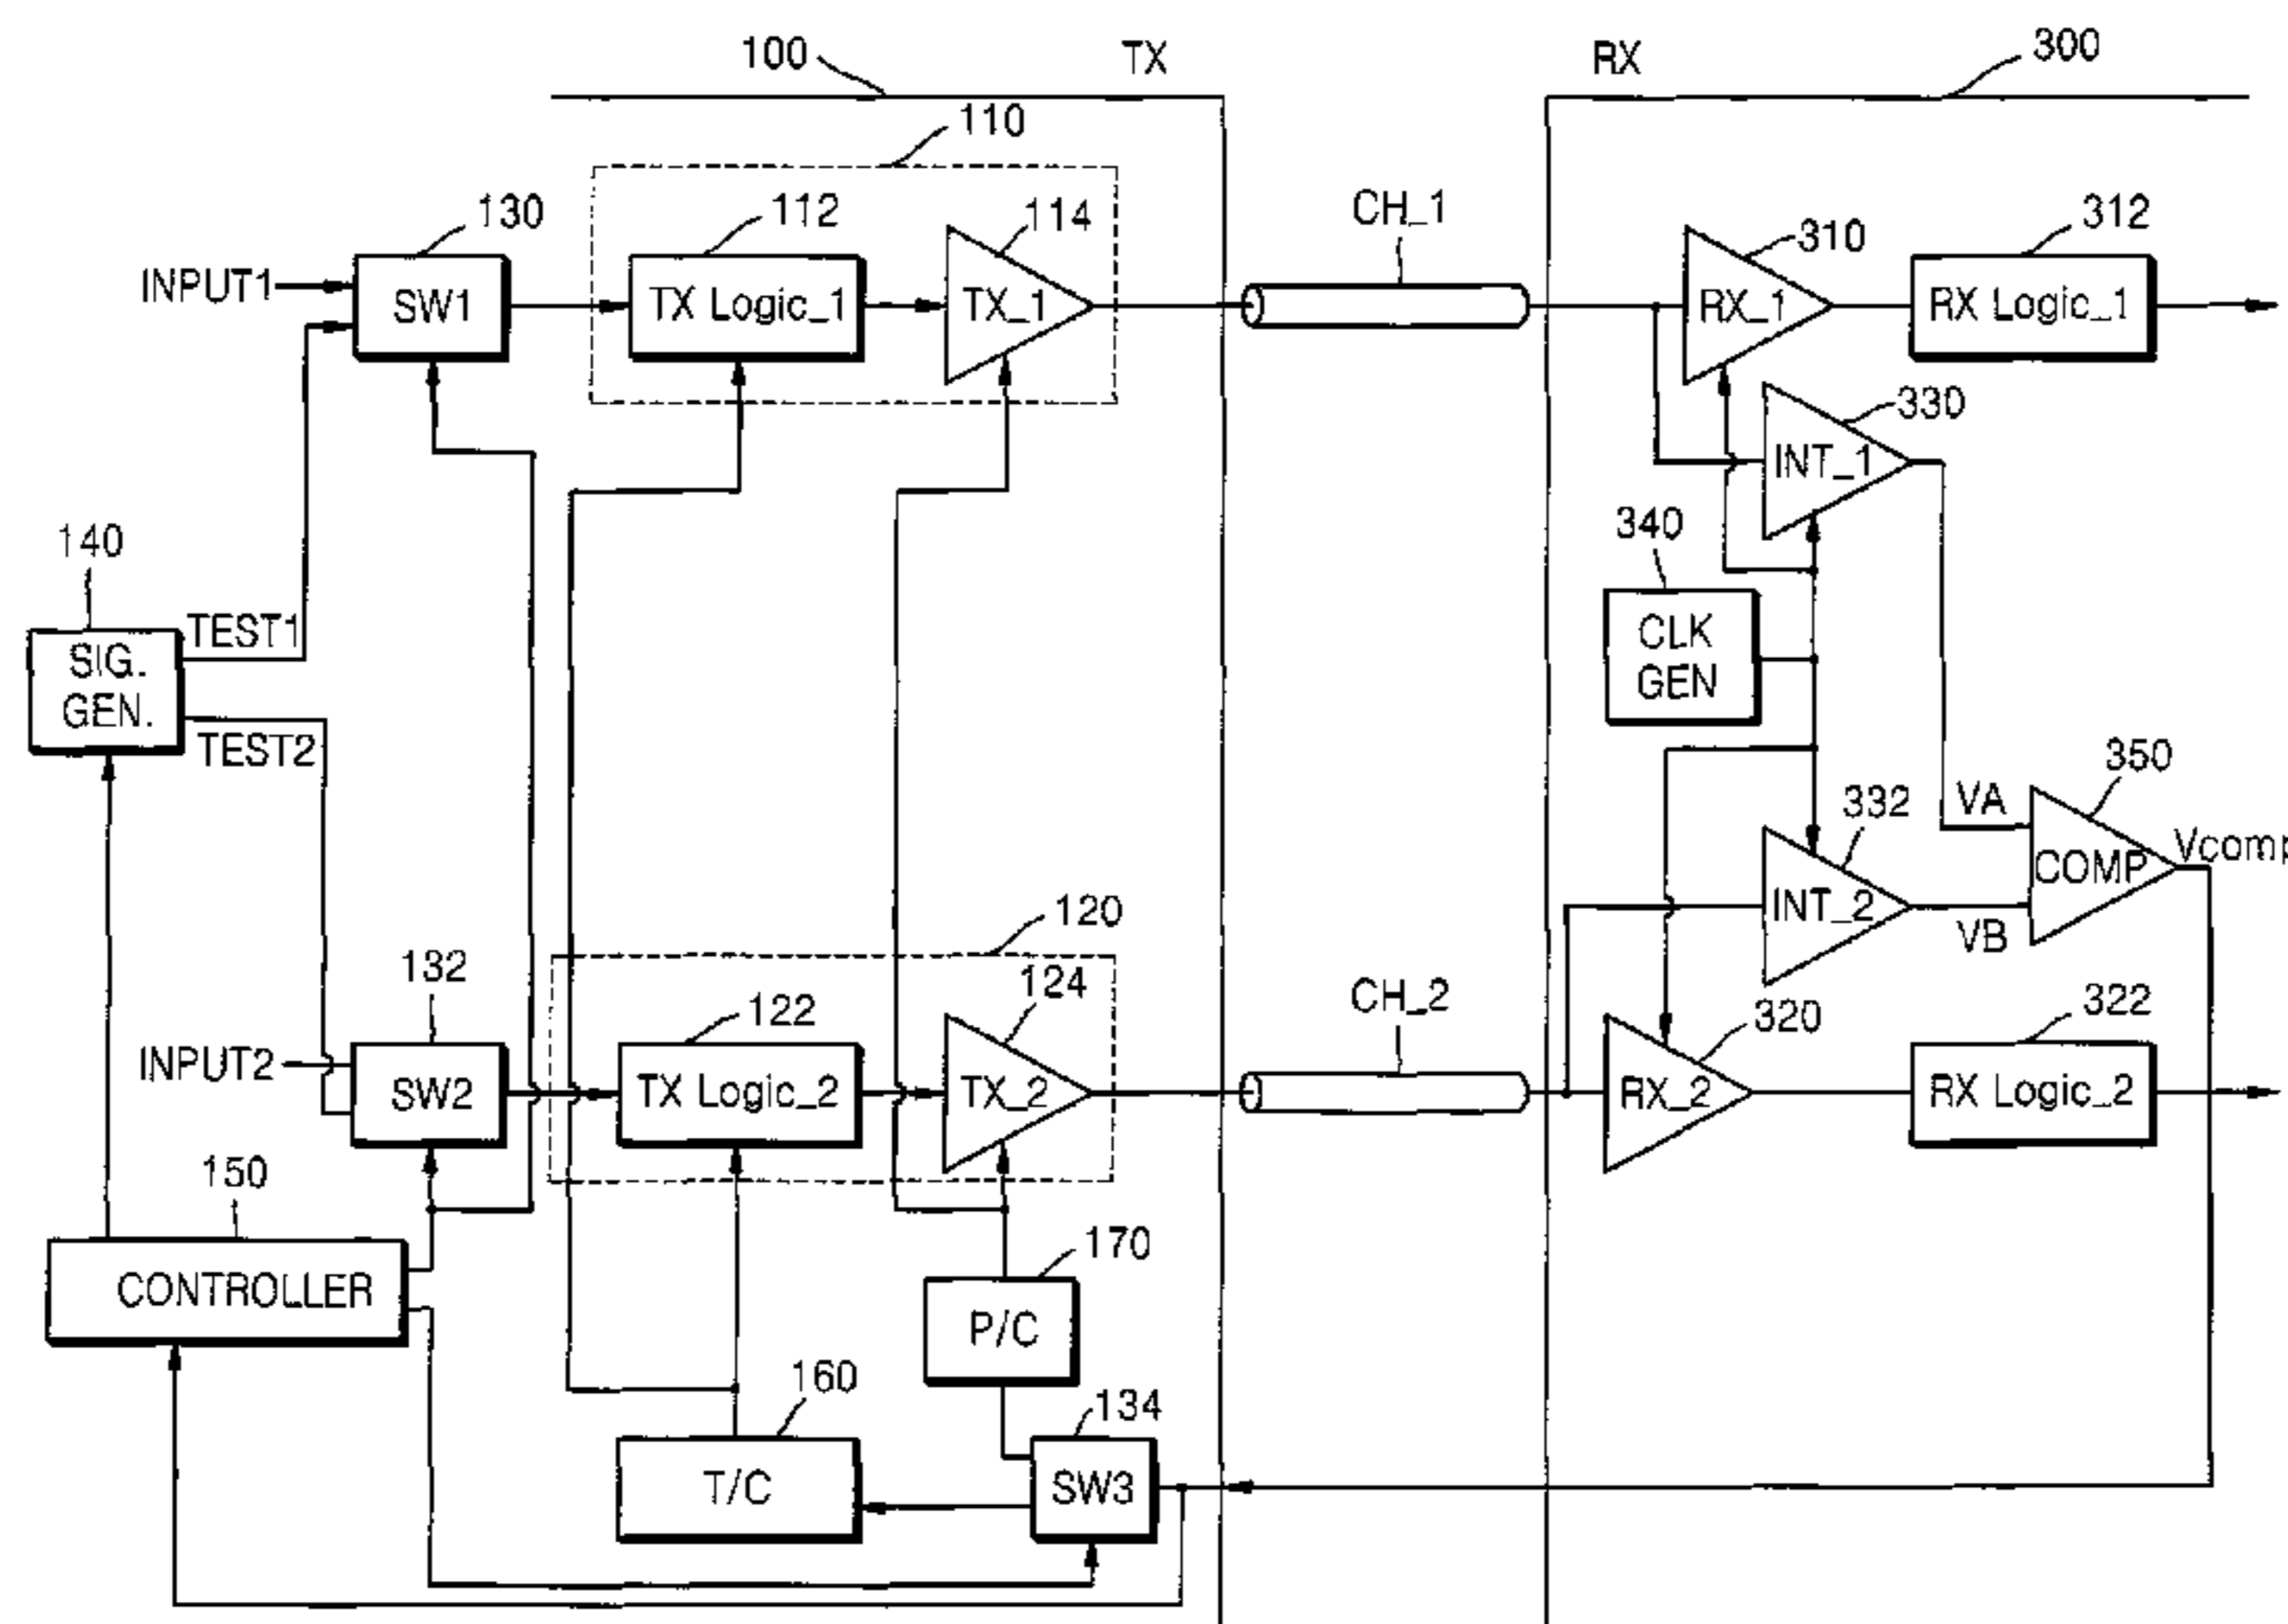 100
TX
RX
300
110
130
112
114
CH_1
310
312
INPUT1
SW1
TX Logic_1
TX_1
RX_1
RX Logic_1
330
INT_1
140
340
TEST1
SIG.
GEN.
CLK
GEN
TEST2
350
VA
332
Vcomp
COMP
120
INT_2
VB
132
124
CH_2
122
320
322
INPUT2
SW2
TX Logic_2
TX_2
RX_2
RX Logic_2
150
170
CONTROLLER
P/C
160
134
T/C
SW3